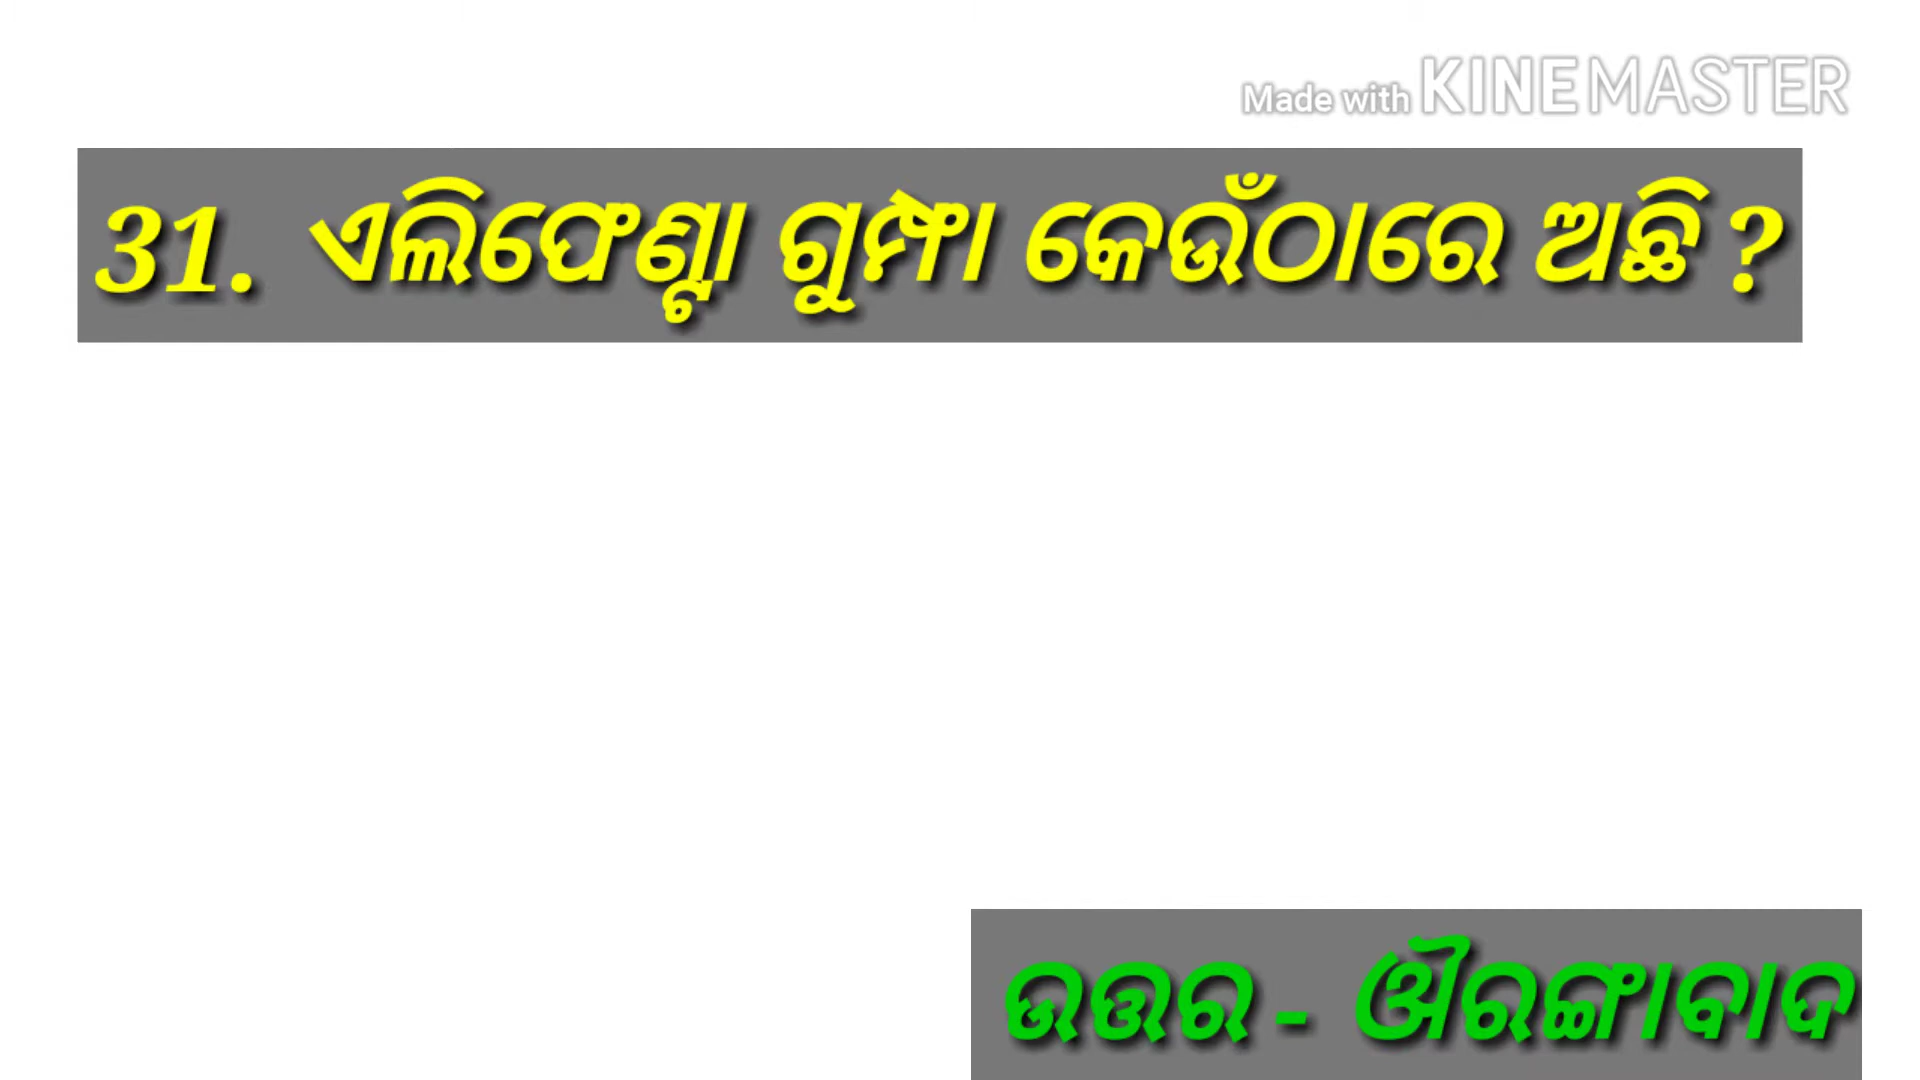 Made with KINEMASTER
31. ଏଲିଫେଣ୍ଟା ଗୁମ୍ଫା କେଉଁଠାରେ ଅଛି ?
ଉତ୍ତର - ଔରଙ୍ଗାବାଦ